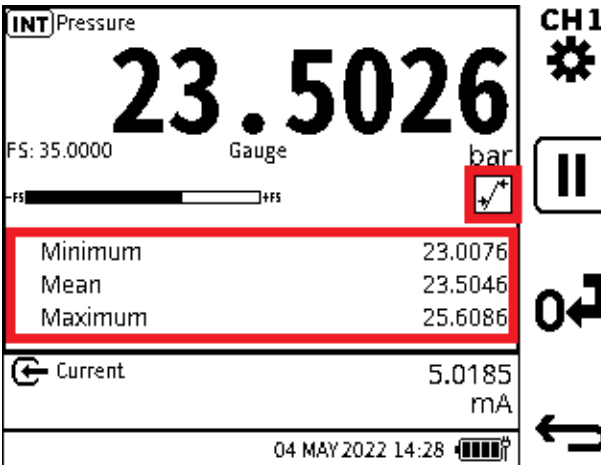 INT Pressure
CH1
23.5026
FS: 35.0000 Gauge bar
-FS +FS
Minimum 23.0076
Mean 23.5046
Maximum 25.6086
0
Current 5.0185
mA
04 MAY 2022 14:28